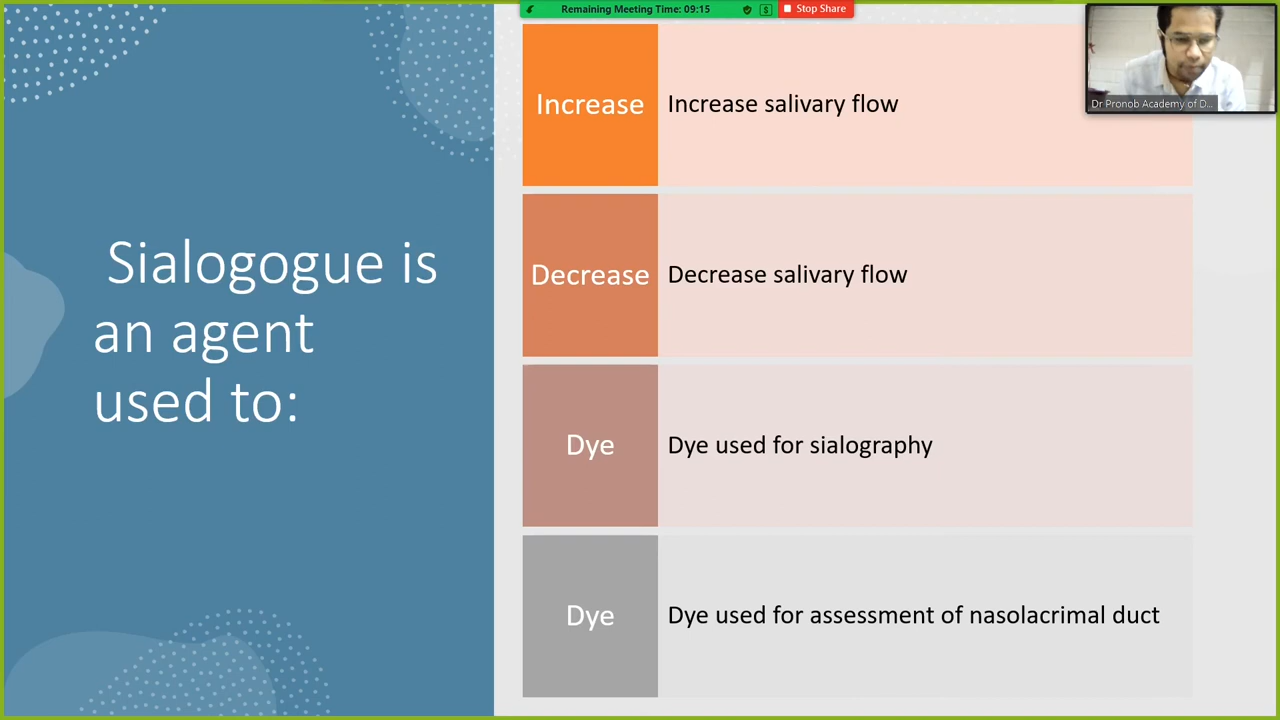 Remaining Meeting Time: 09:15
Stop Share
Dr Pronob Academy of D...
Sialogogue is
an agent
used to:
Increase
Increase salivary flow
Decrease
Decrease salivary flow
Dye
Dye used for sialography
Dye
Dye used for assessment of nasolacrimal duct